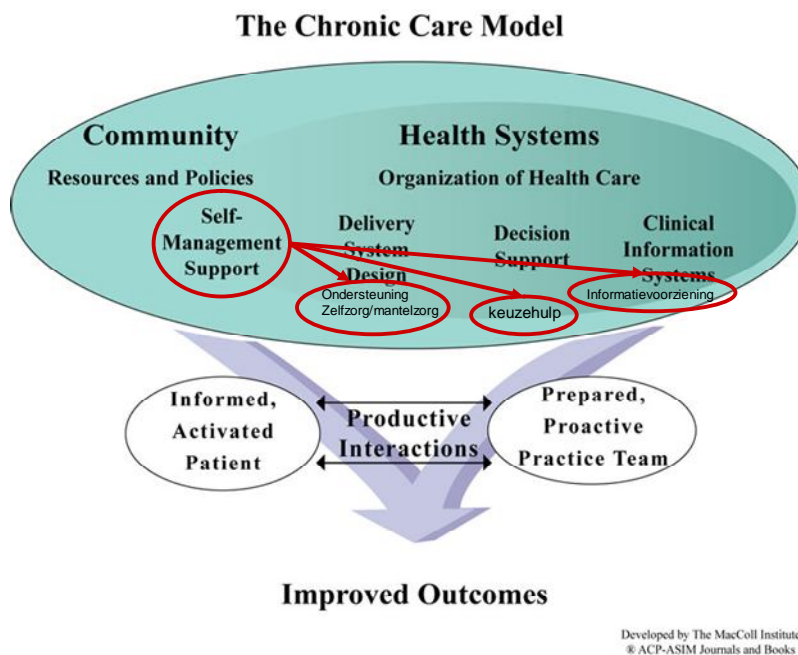 The Chronic Care Model
Community
Resources and Policies
Health Systems
Organization of Health Care
Self-
Management
Support
Delivery
System
Design
Decision
Support
Clinical
Information
Systems
Ondersteuning
Zelfzorg/mantelzorg
keuzehulp
Informatievoorziening
Informed,
Activated
Patient
Productive
Interactions
Prepared,
Proactive
Practice Team
Improved Outcomes
Developed by The MacColl Institute
® ACP-ASIM Journals and Books